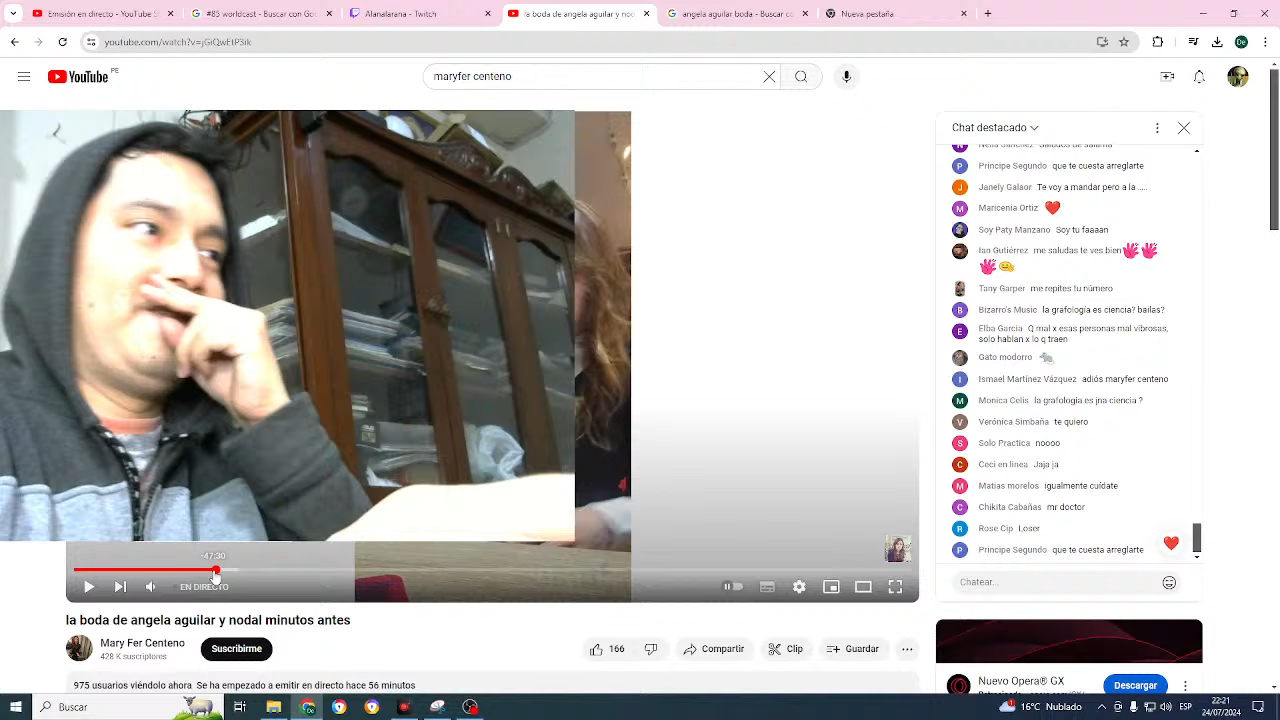 Emisión en directo - YouTube
#85 worldcast - Buscar con Go
Alanalarana - Twitch
la boda de angela aguilar y noc
angela aguilar boda - Buscar co
Nueva pestaña
youtube.com/watch?v=jGiQwEtP3ik
De
YouTube PE
maryfer centeno
Chat destacado
Principe Segundo que te cuesta arreglarte
Janely Galaor Te voy a mandar pero a la .....
Maricenia Ortiz ❤️
Soy Paty Manzano Soy tu faaaan
Ian Gutiérrez me saludas te ves bien
Tany Garper me repites tu número
Bizarro's Music la grafología es ciencia? bailas?
Elba Garcia Q mal x esas personas mal vibrosas,
solo hablan x lo q traen
Gato modorro
Ismael Martínez Vázquez adiós maryfer centeno
Monica Celis la grafologia es jna ciencia ?
Verónica Simbaña te quiero
Solo Practica noooo
Ceci en linea Jaja ja
Matias morelos igualmente cuídate
Chikita Cabañas mr doctor
Rose Cip Loser
Principe Segundo que te cuesta arreglarte
Chatear...
-47:30
EN DIRECTO
la boda de angela aguilar y nodal minutos antes
Mary Fer Centeno
428 K suscriptores
Suscribirme
166
Compartir
Clip
Guardar
975 usuarios viéndolo ahora Se ha empezado a emitir en directo hace 56 minutos
Nuevo Opera® GX
Descargar
Buscar
16°C Nublado
ESP
22:21
24/07/2024